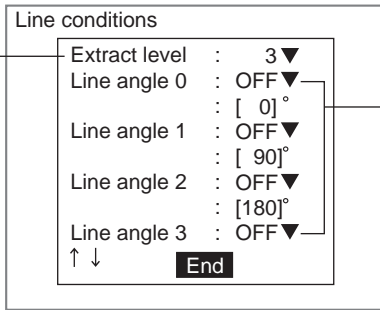 Line conditions
Extract level : 3▼
Line angle 0 : OFF▼
: [ 0]°
Line angle 1 : OFF▼
: [ 90]°
Line angle 2 : OFF▼
: [180]°
Line angle 3 : OFF▼
↑ ↓ End